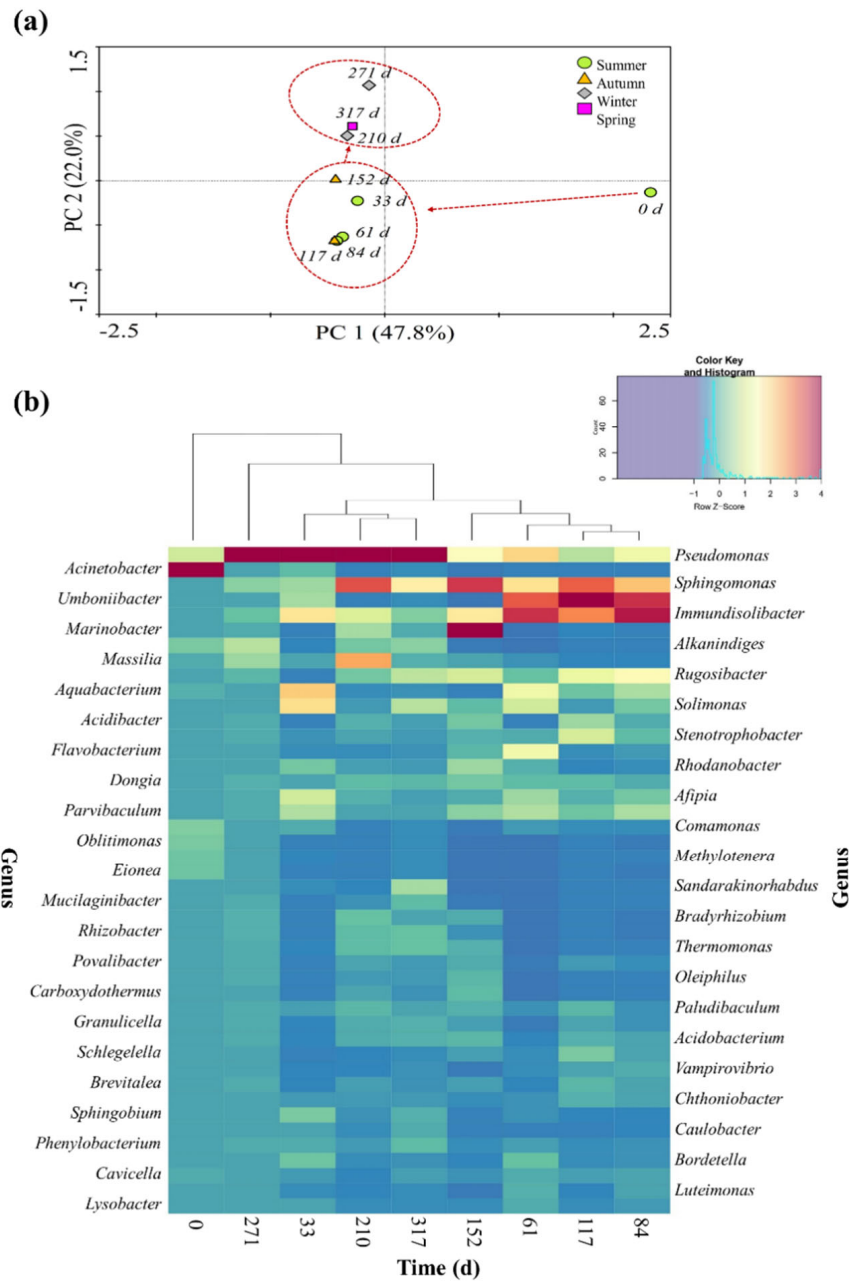 (a)
1.5
PC 2 (22.0%)
-1.5
-2.5
PC 1 (47.8%)
2.5
Summer
Autumn
Winter
Spring
271 d
317 d
210 d
152 d
33 d
0 d
61 d
117 d
84 d
(b)
Color Key
and Histogram
Count
0 20 40 60
-1 0 1 2 3 4
Row Z-Score
Pseudomonas
Acinetobacter
Sphingomonas
Umboniibacter
Immundisolibacter
Marinobacter
Alkanindiges
Massilia
Rugosibacter
Aquabacterium
Solimonas
Acidibacter
Stenotrophobacter
Flavobacterium
Rhodanobacter
Dongia
Afipia
Parvibaculum
Comamonas
Oblitimonas
Methylotenera
Eionea
Sandarakinorhabdus
Mucilaginibacter
Bradyrhizobium
Rhizobacter
Thermomonas
Povalibacter
Oleiphilus
Carboxydothermus
Paludibaculum
Granulicella
Acidobacterium
Schlegelella
Vampirovibrio
Brevitalea
Chthoniobacter
Sphingobium
Caulobacter
Phenylobacterium
Bordetella
Cavicella
Luteimonas
Lysobacter
Genus
Genus
0 271 33 210 317 152 61 117 84
Time (d)